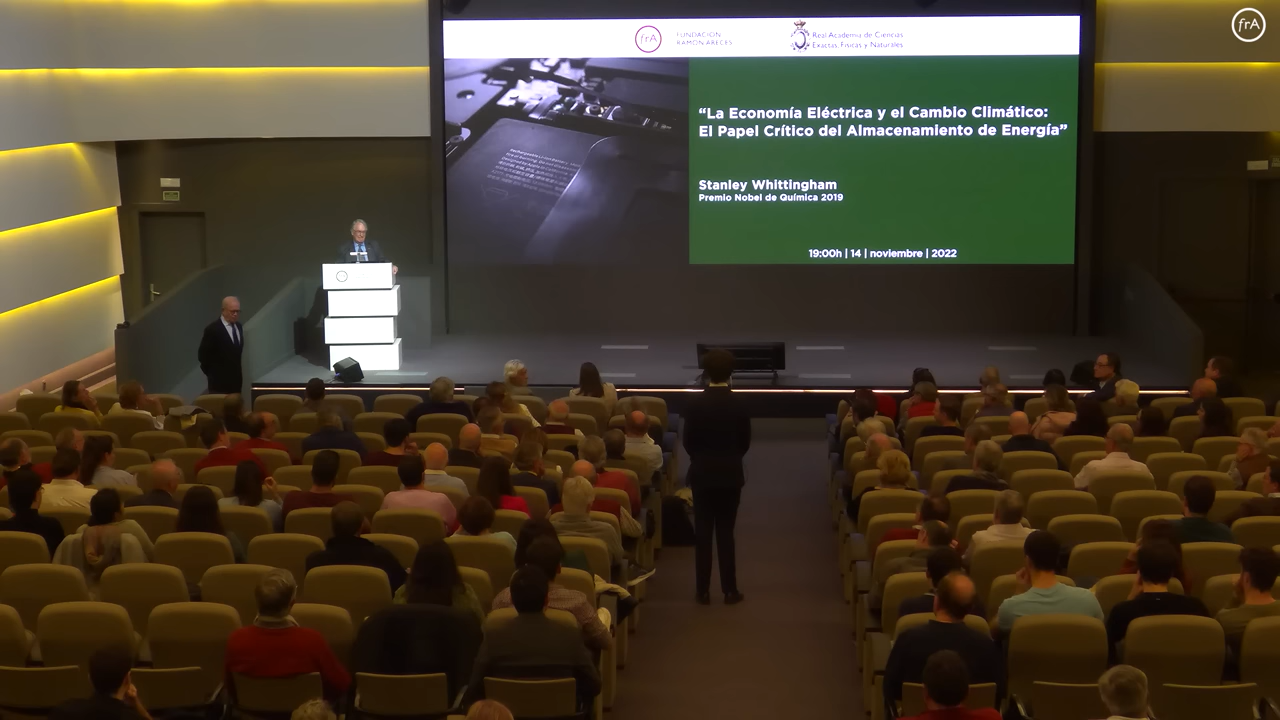 frA
frA
FUNDACIÓN
RAMÓN ARECES
Real Academia de Ciencias
Exactas, Físicas y Naturales
“La Economía Eléctrica y el Cambio Climático:
El Papel Crítico del Almacenamiento de Energía”
Stanley Whittingham
Premio Nobel de Química 2019
19:00h | 14 | noviembre | 2022